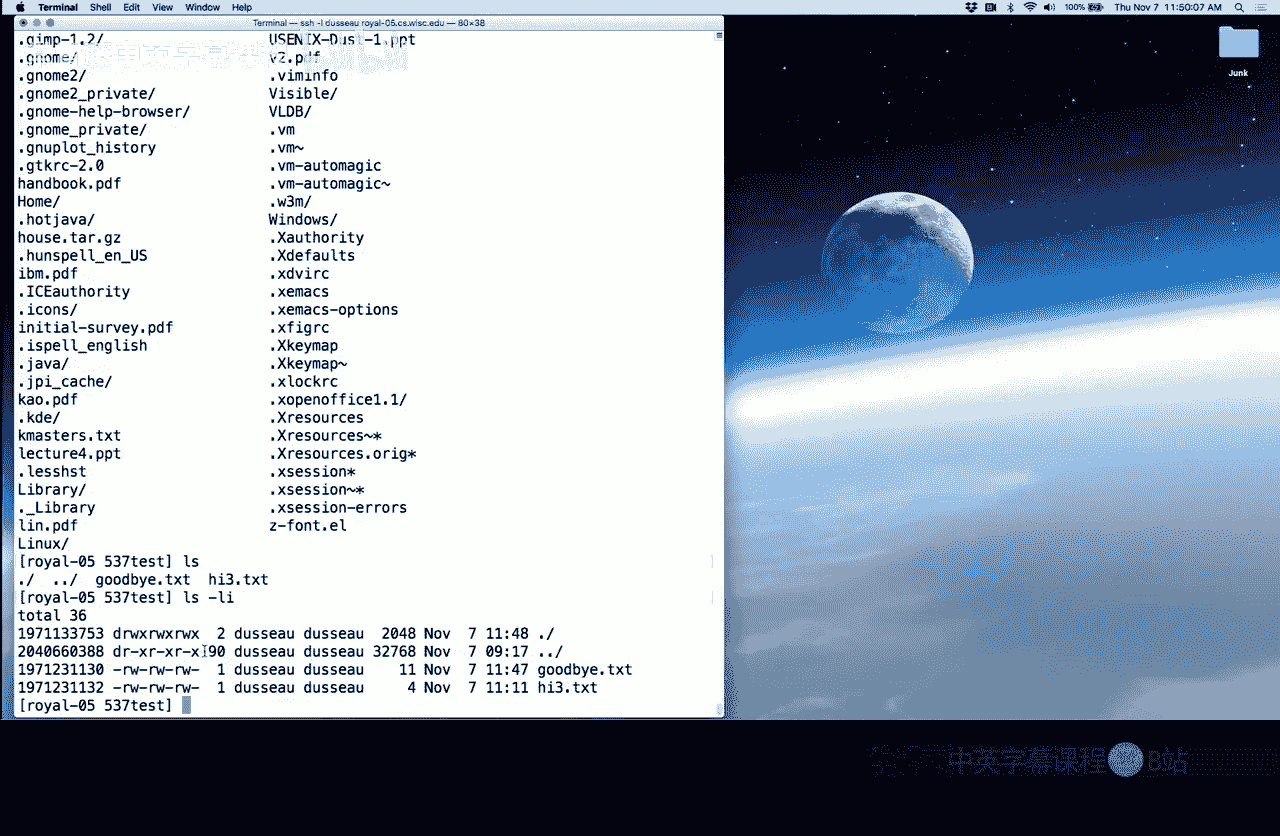 Terminal Shell Edit View Window Help 100% Thu Nov 7 11:50:07 AM
Terminal — ssh -l dusseau royal-05.cs.wisc.edu — 80×38
Junk
.gimp-1.2/ USENIX-Dust-1.ppt
.gnome/ v2.pdf
.gnome2/ .viminfo
.gnome2_private/ Visible/
.gnome-help-browser/ VLDB/
.gnome_private/ .vm
.gnuplot_history .vm~
.gtkrc-2.0 .vm-automagic
handbook.pdf .vm-automagic~
Home/ .w3m/
.hotjava/ Windows/
house.tar.gz .Xauthority
.hunspell_en_US .Xdefaults
ibm.pdf .xdvirc
.ICEauthority .xemacs
.icons/ .xemacs-options
initial-survey.pdf .xfigrc
.ispell_english .Xkeymap
.java/ .Xkeymap~
.jpi_cache/ .xlockrc
kao.pdf .xopenoffice1.1/
.kde/ .Xresources
kmasters.txt .Xresources~*
lecture4.ppt .Xresources.orig*
.lesshst .xsession*
Library/ .xsession~*
._Library .xsession-errors
lin.pdf z-font.el
Linux/
[royal-05 537test] ls
./ ../ goodbye.txt hi3.txt
[royal-05 537test] ls -li
total 36
1971133753 drwxrwxrwx 2 dusseau dusseau 2048 Nov 7 11:48 ./
2040660388 dr-xr-xr-x 90 dusseau dusseau 32768 Nov 7 09:17 ../
1971231130 -rw-rw-rw- 1 dusseau dusseau 11 Nov 7 11:47 goodbye.txt
1971231132 -rw-rw-rw- 1 dusseau dusseau 4 Nov 7 11:11 hi3.txt
[royal-05 537test]
中英字幕课程 B站